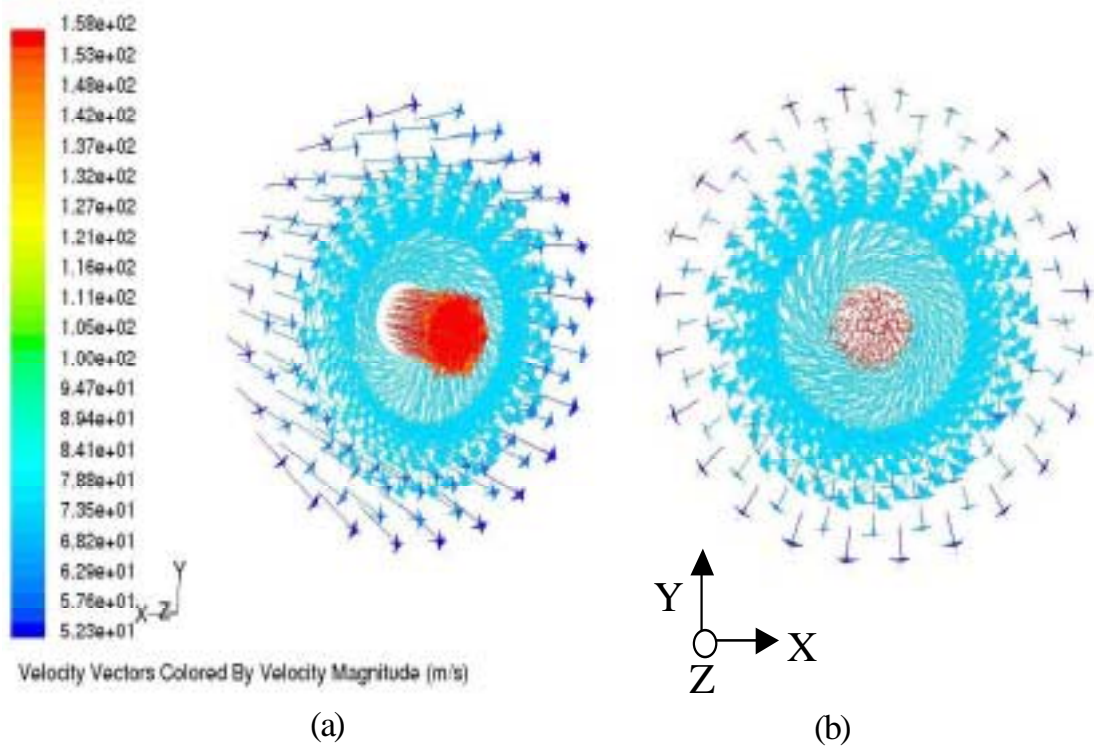 1.58e+02
1.53e+02
1.48e+02
1.42e+02
1.37e+02
1.32e+02
1.27e+02
1.21e+02
1.16e+02
1.11e+02
1.05e+02
1.00e+02
9.47e+01
8.94e+01
8.41e+01
7.88e+01
7.35e+01
6.82e+01
6.29e+01
5.76e+01
5.23e+01
Y
X Z
Y
X
Z
Velocity Vectors Colored By Velocity Magnitude (m/s)
(a) (b)